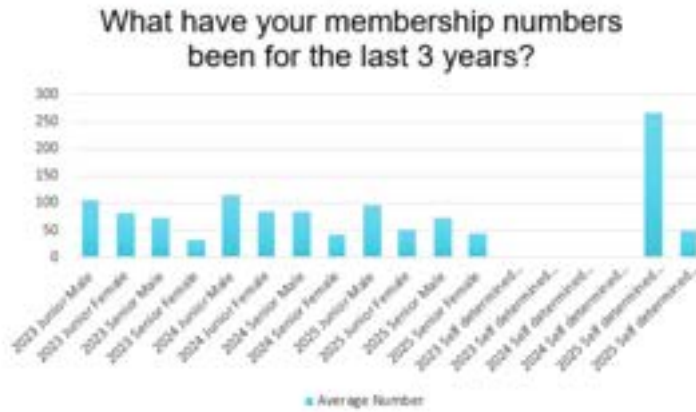 What have your membership numbers
been for the last 3 years?
300
250
200
150
100
50
0
2023 Junior Male
2023 Junior Female
2023 Senior Male
2023 Senior Female
2024 Junior Male
2024 Junior Female
2024 Senior Male
2024 Senior Female
2025 Junior Male
2025 Junior Female
2025 Senior Male
2025 Senior Female
2023 Self determined...
2023 Self determined...
2024 Self determined...
2024 Self determined...
2025 Self determined...
2025 Self determined...
Average Number